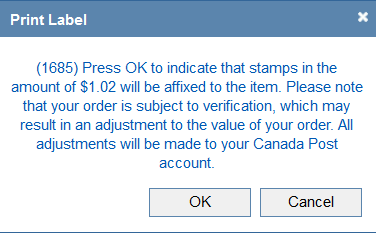 Print Label
(1685) Press OK to indicate that stamps in the
amount of $1.02 will be affixed to the item. Please note
that your order is subject to verification, which may
result in an adjustment to the value of your order. All
adjustments will be made to your Canada Post
account.
OK Cancel